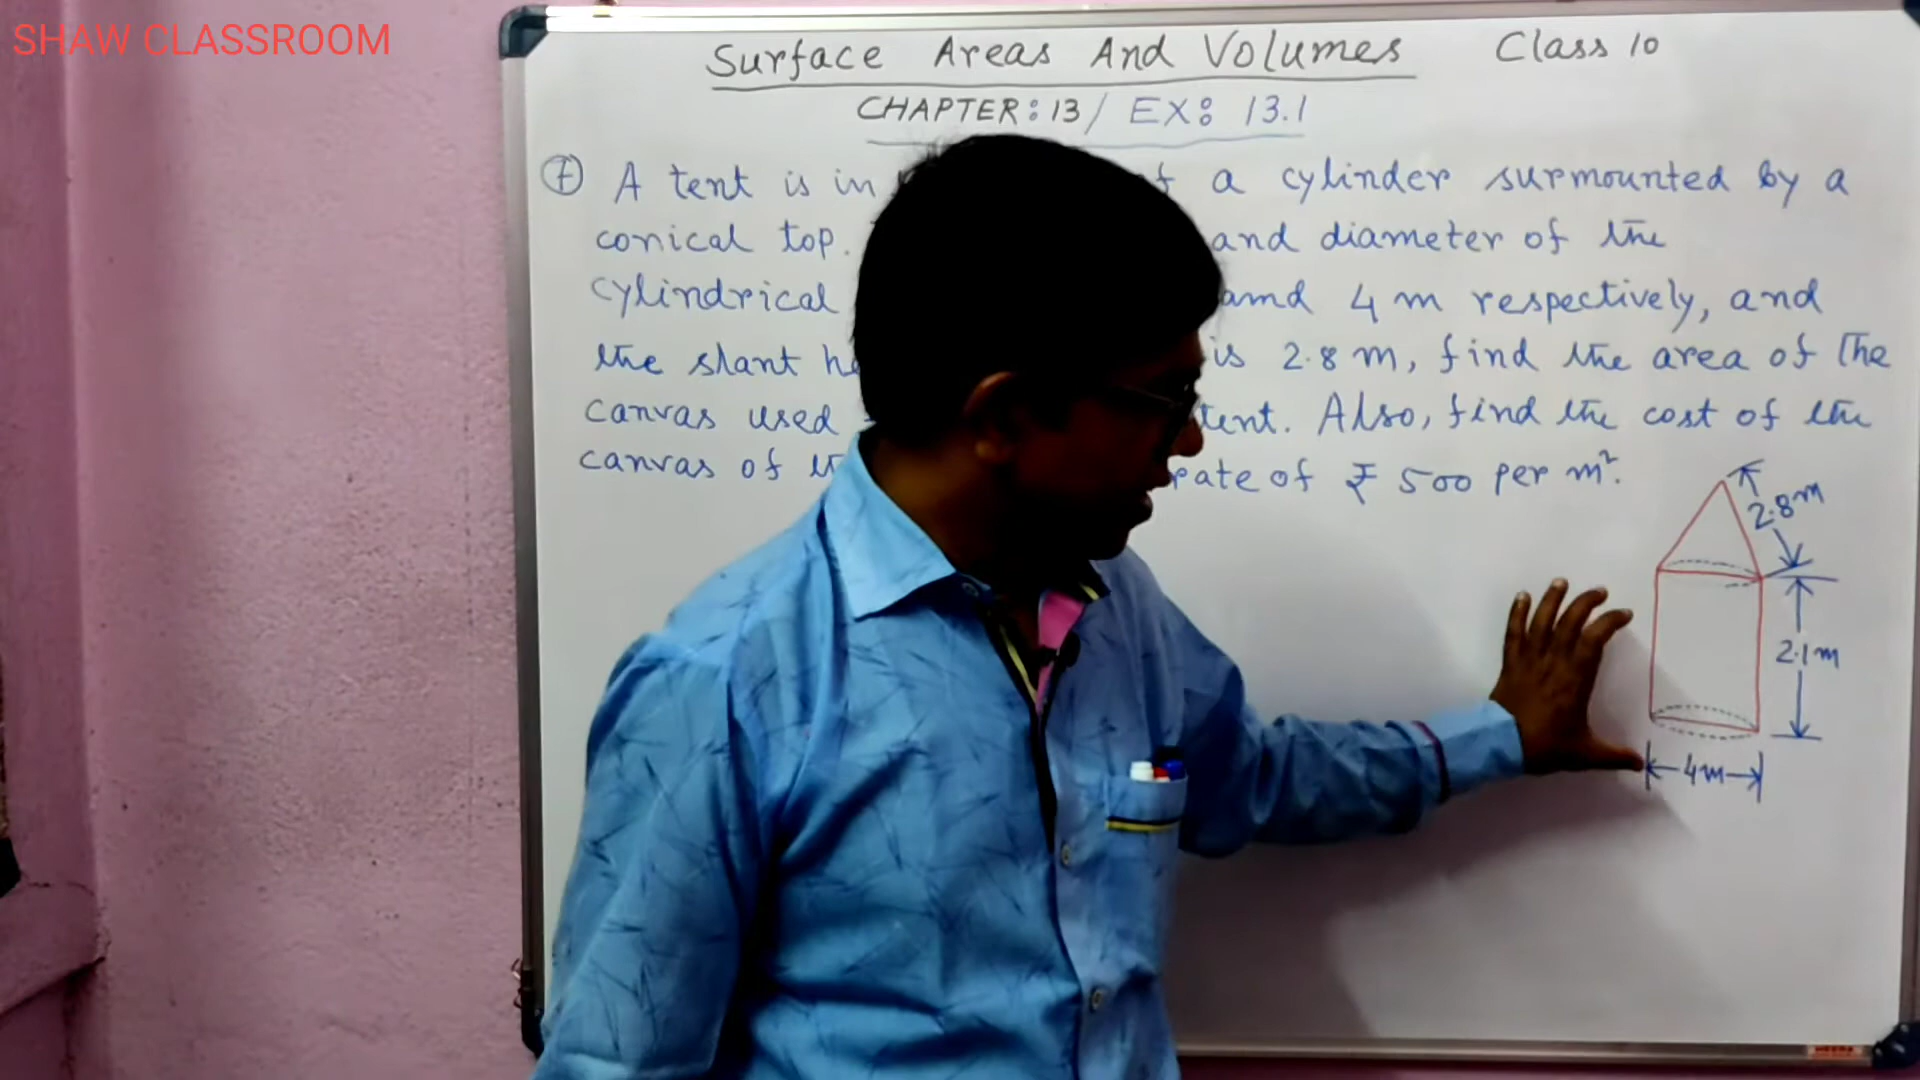 SHAW CLASSROOM
Surface Areas And Volumes Class 10
CHAPTER: 13 / EX: 13.1
7 A tent is in a cylinder surmounted by a
conical top. and diameter of the
cylindrical and 4 m respectively, and
the slant is 2.8 m, find the area of the
canvas used tent. Also, find the cost of the
canvas of rate of ₹ 500 per m².
2.8m
2.1m
4m